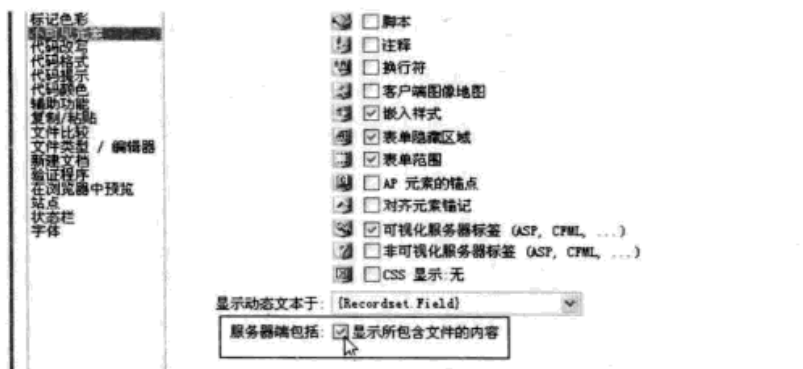 标记色彩
代码改写
代码格式
代码提示
代码颜色
辅助功能
复制/粘贴
文件比较
文件类型 / 编辑器
新建文档
验证程序
在浏览器中预览
站点
状态栏
字体
脚本
注释
换行符
客户端图像地图
嵌入样式
表单隐藏区域
表单范围
AP 元素的锚点
对齐元素锚记
可视化服务器标签 (ASP, CFML, ...)
非可视化服务器标签 (ASP, CFML, ...)
CSS 显示:无
显示动态文本于: {Recordset.Field}
服务器端包括: 显示所包含文件的内容